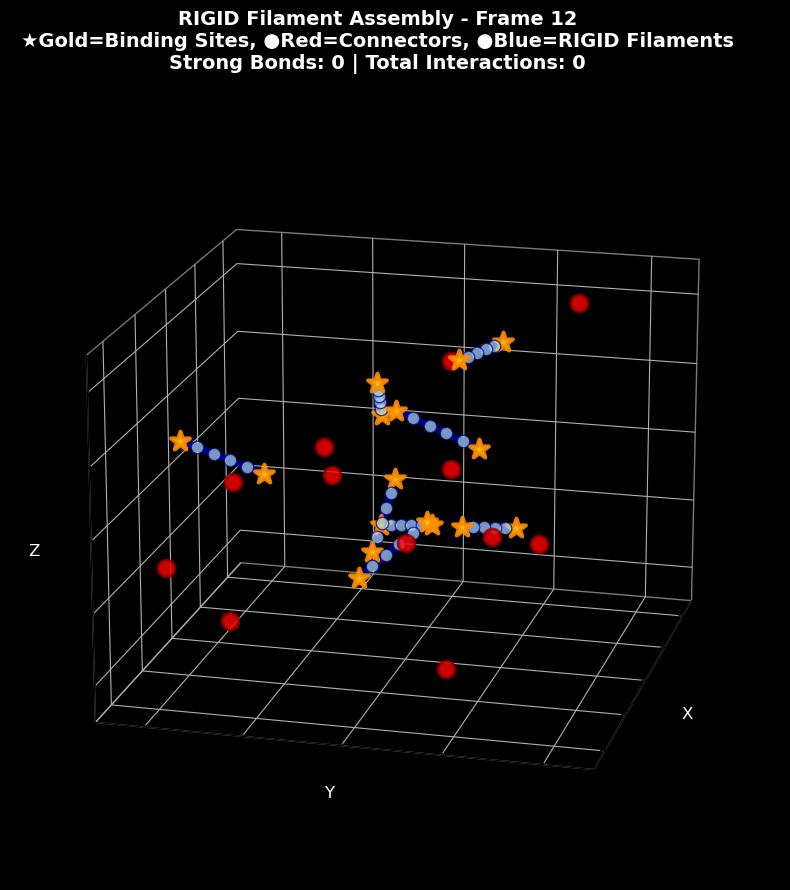 RIGID Filament Assembly - Frame 12
★Gold=Binding Sites, ●Red=Connectors, ●Blue=RIGID Filaments
Strong Bonds: 0 | Total Interactions: 0
Z
X
Y